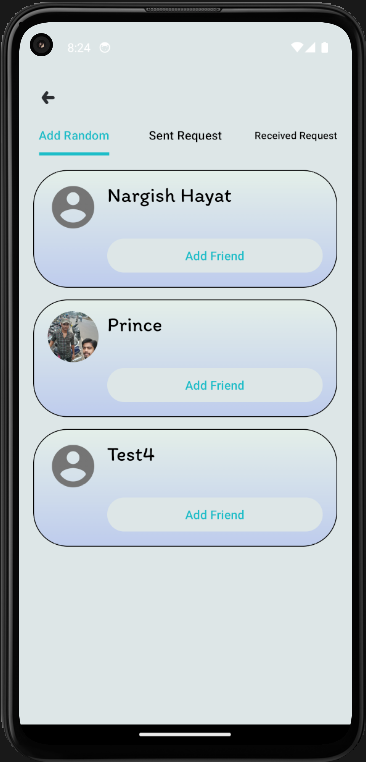 8:24
Add Random
Sent Request
Received Request
Nargish Hayat
Add Friend
Prince
Add Friend
Test4
Add Friend